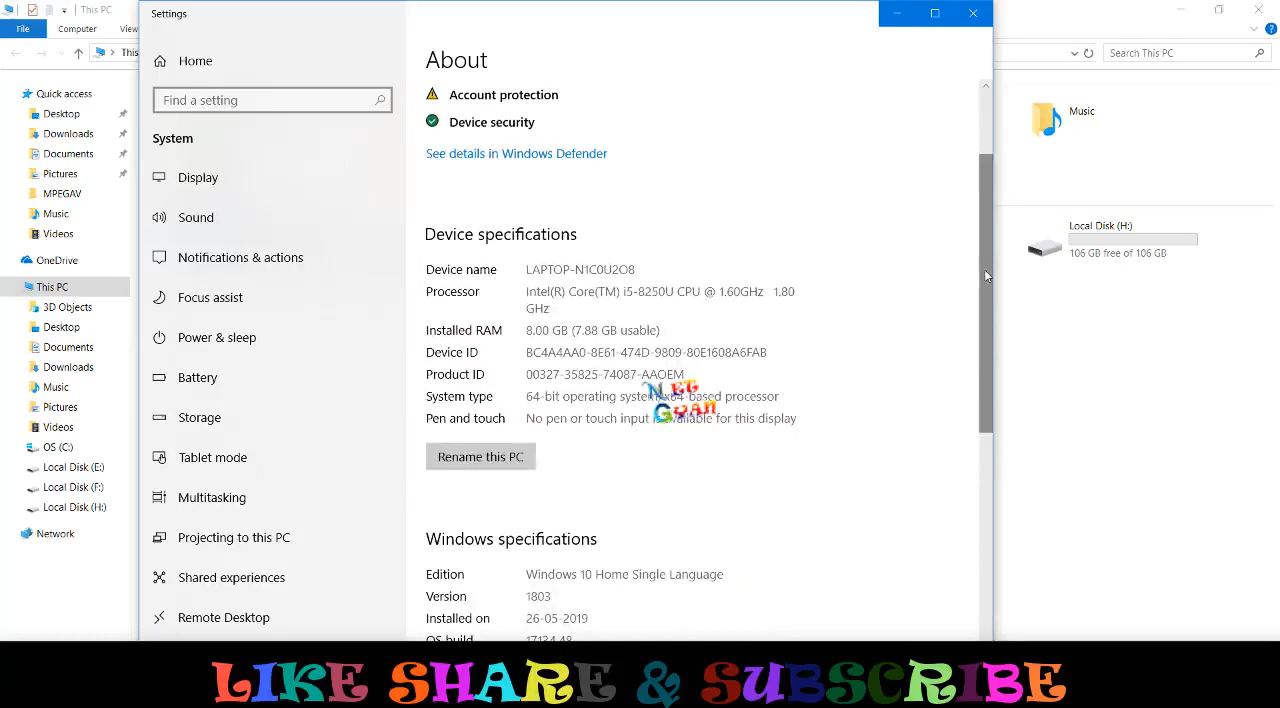 This PC
File
Computer
View
This
Search This PC
Quick access
Desktop
Downloads
Documents
Pictures
MPEGAV
Music
Videos
OneDrive
This PC
3D Objects
Desktop
Documents
Downloads
Music
Pictures
Videos
OS (C:)
Local Disk (E:)
Local Disk (F:)
Local Disk (H:)
Network
Settings
Home
Find a setting
System
Display
Sound
Notifications & actions
Focus assist
Power & sleep
Battery
Storage
Tablet mode
Multitasking
Projecting to this PC
Shared experiences
Remote Desktop
About
Account protection
Device security
See details in Windows Defender
Device specifications
Device name LAPTOP-N1C0U2O8
Processor Intel(R) Core(TM) i5-8250U CPU @ 1.60GHz 1.80
GHz
Installed RAM 8.00 GB (7.88 GB usable)
Device ID BC4A4AA0-8E61-474D-9809-80E1608A6FAB
Product ID 00327-35825-74087-AAOEM
System type 64-bit operating system, x64-based processor
Pen and touch No pen or touch input is available for this display
Net
Gyan
Rename this PC
Windows specifications
Edition Windows 10 Home Single Language
Version 1803
Installed on 26-05-2019
OS build 17134.48
Music
Local Disk (H:)
106 GB free of 106 GB
LIKE SHARE & SUBSCRIBE